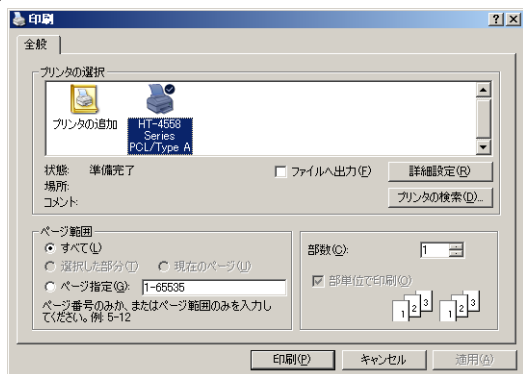 印刷
全般
プリンタの選択
プリンタの追加
HT-4558
Series
PCL/Type A
状態: 準備完了
場所:
コメント:
ファイルへ出力(F)
詳細設定(R)
プリンタの検索(D)...
ページ範囲
すべて(L)
選択した部分(T) 現在のページ(U)
ページ指定(G): 1-65535
ページ番号のみか、またはページ範囲のみを入力し
てください。例: 5-12
部数(C): 1
部単位で印刷(O)
1 2 3 1 2 3
印刷(P) キャンセル 適用(A)